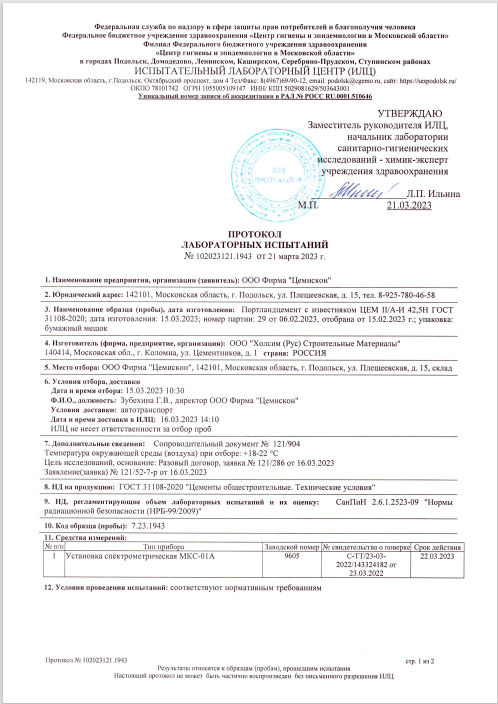 Федеральная служба по надзору в сфере защиты прав потребителей и благополучия человека
Федеральное бюджетное учреждение здравоохранения «Центр гигиены и эпидемиологии в Московской области»
Филиал Федерального бюджетного учреждения здравоохранения
«Центр гигиены и эпидемиологии в Московской области»
в городах Подольск, Домодедово, Ленинском, Каширском, Серебряно-Прудском, Ступинском районах
ИСПЫТАТЕЛЬНЫЙ ЛАБОРАТОРНЫЙ ЦЕНТР (ИЛЦ)
142119, Московская область, г.Подольск, Октябрьский проспект, дом 4 Тел/Факс: 8(4967)69-90-12, email: podolsk@cgemo.ru, сайт: https://sespodolsk.ru/
ОКПО 78101742 ОГРН 1055005109147 ИНН/ КПП 5029081629/503643001
Уникальный номер записи об аккредитации в РАЛ № РОСС RU.0001.510646
УТВЕРЖДАЮ
Заместитель руководителя ИЛЦ,
начальник лаборатории
санитарно-гигиенических
исследований - химик-эксперт
учреждения здравоохранения
ДЛЯ
Л.П. Ильина
М.П. 21.03.2023
ПРОТОКОЛ
ЛАБОРАТОРНЫХ ИСПЫТАНИЙ
№ 102023121.1943 от 21 марта 2023 г.
1. Наименование предприятия, организации (заявитель): ООО Фирма "Цемискон"
2. Юридический адрес: 142101, Московская область, г. Подольск, ул. Плещеевская, д. 15, тел. 8-925-780-46-58
3. Наименование образца (пробы), дата изготовления: Портландцемент с известняком ЦЕМ II/А-И 42,5Н ГОСТ
31108-2020; дата изготовления: 15.03.2023; номер партии: 29 от 06.02.2023, отобрана от 15.02.2023 г.; упаковка:
бумажный мешок
4. Изготовитель (фирма, предприятие, организация): ООО "Холсим (Рус) Строительные Материалы"
140414, Московская обл., г. Коломна, ул. Цементников, д. 1 страна: РОССИЯ
5. Место отбора: ООО Фирма "Цемискон", 142101, Московская область, г. Подольск, ул. Плещеевская, д. 15, склад
6. Условия отбора, доставки
Дата и время отбора: 15.03.2023 10:30
Ф.И.О., должность: Зубехина Г.В., директор ООО Фирма "Цемискон"
Условия доставки: автотранспорт
Дата и время доставки в ИЛЦ: 16.03.2023 14:10
ИЛЦ не несет ответственности за отбор проб
7. Дополнительные сведения: Сопроводительный документ № 121/904
Температура окружающей среды (воздуха) при отборе: +18-22 °С
Цель исследований, основание: Разовый договор, заявка № 121/286 от 16.03.2023
Заявление(заявка) № 121/52-7-р от 16.03.2023
8. НД на продукцию: ГОСТ 31108-2020 "Цементы общестроительные. Технические условия"
9. НД, регламентирующие объем лабораторных испытаний и их оценку: СанПиН 2.6.1.2523-09 "Нормы
радиационной безопасности (НРБ-99/2009)"
10. Код образца (пробы): 7.23.1943
11. Средства измерений:
№ п/п Тип прибора Заводской номер № свидетельства о поверке Срок действия
1 Установка спектрометрическая МКС-01А 9605 С-ТТ/23-03- 22.03.2023
2022/143324182 от
23.03.2022
12. Условия проведения испытаний: соответствуют нормативным требованиям
Протокол № 102023121.1943 стр. 1 из 2
Результаты относятся к образцам (пробам), прошедшим испытания
Настоящий протокол не может быть частично воспроизведен без письменного разрешения ИЛЦ